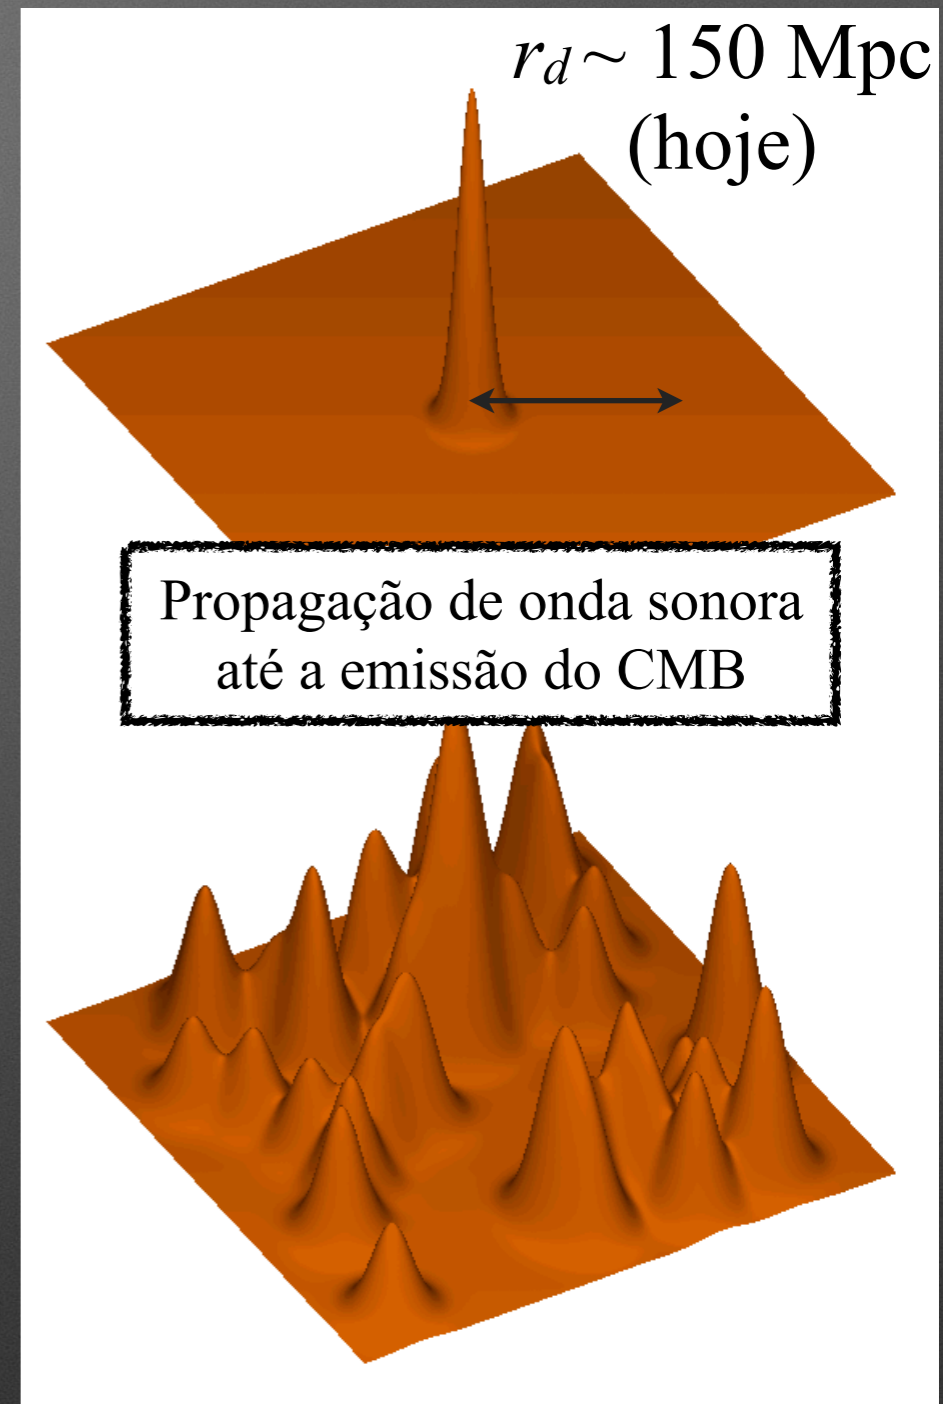 r_d ~ 150 Mpc
(hoje)
Propagação de onda sonora
até a emissão do CMB